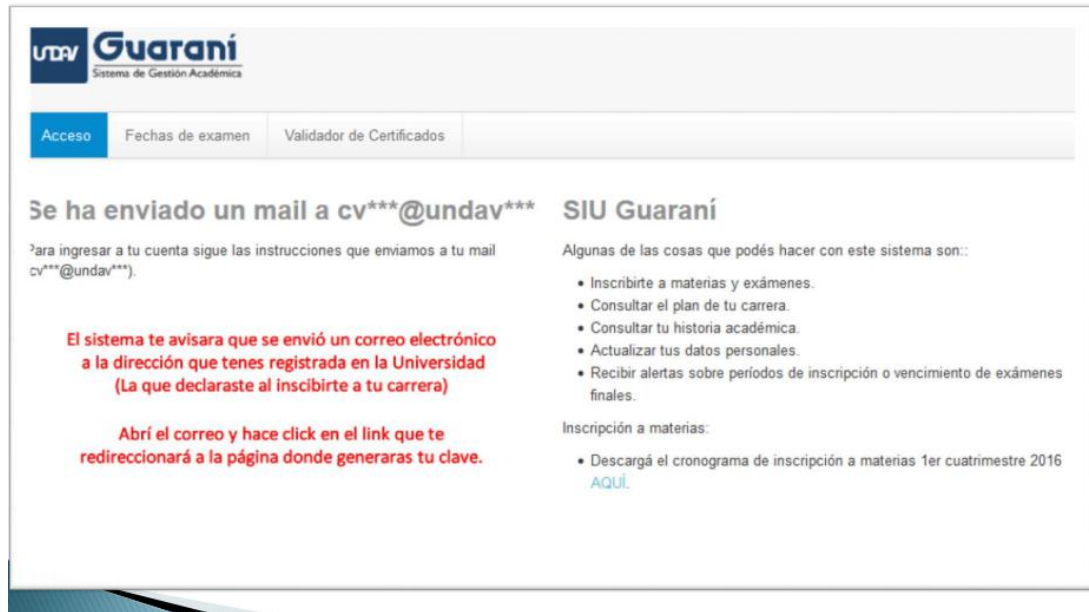 UNDAV Guaraní
Sistema de Gestión Académica
Acceso Fechas de examen Validador de Certificados
Se ha enviado un mail a cv***@undav***
Para ingresar a tu cuenta sigue las instrucciones que enviamos a tu mail
cv***@undav***).
El sistema te avisara que se envió un correo electrónico
a la dirección que tenes registrada en la Universidad
(La que declaraste al inscibirte a tu carrera)
Abrí el correo y hace click en el link que te
redireccionará a la página donde generaras tu clave.
SIU Guaraní
Algunas de las cosas que podés hacer con este sistema son::
• Inscribirte a materias y exámenes.
• Consultar el plan de tu carrera.
• Consultar tu historia académica.
• Actualizar tus datos personales.
• Recibir alertas sobre períodos de inscripción o vencimiento de exámenes
finales.
Inscripción a materias:
• Descargá el cronograma de inscripción a materias 1er cuatrimestre 2016
AQUÍ.